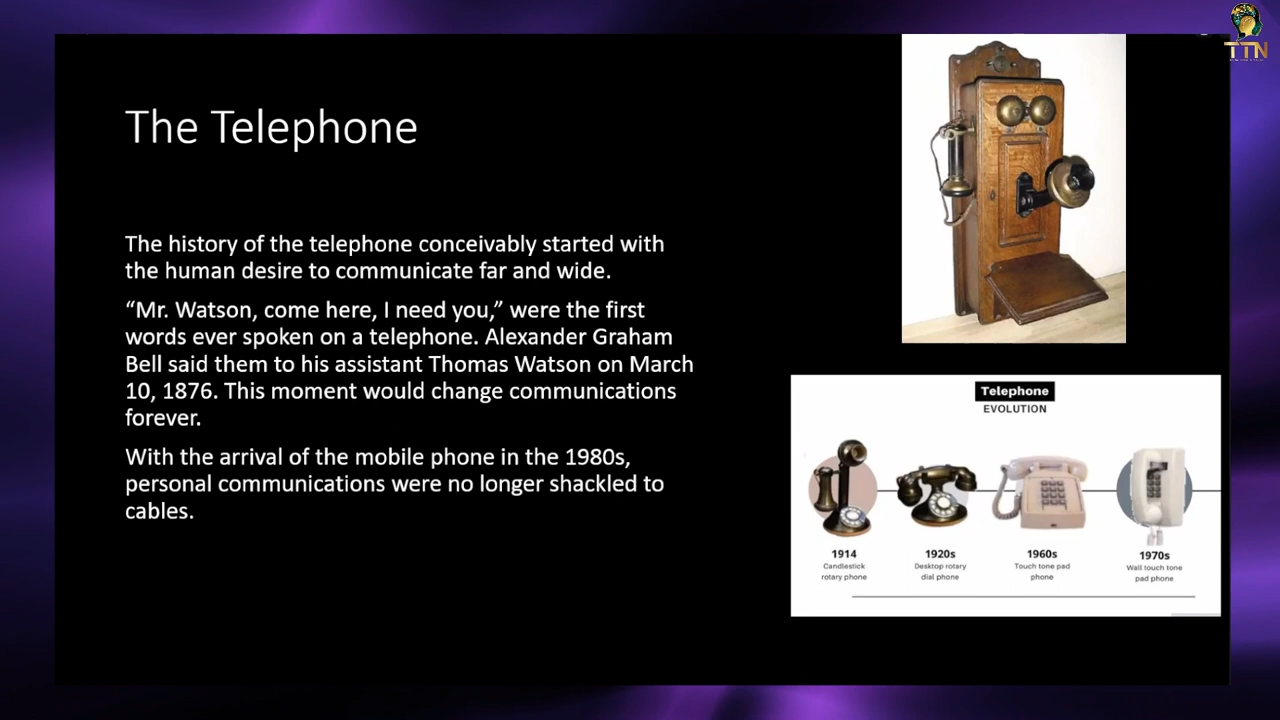 TTN
The Telephone
The history of the telephone conceivably started with
the human desire to communicate far and wide.
“Mr. Watson, come here, I need you,” were the first
words ever spoken on a telephone. Alexander Graham
Bell said them to his assistant Thomas Watson on March
10, 1876. This moment would change communications
forever.
With the arrival of the mobile phone in the 1980s,
personal communications were no longer shackled to
cables.
Telephone
EVOLUTION
1914
Candlestick
rotary phone
1920s
Desktop rotary
dial phone
1960s
Touch tone pad
phone
1970s
Wall touch tone
pad phone